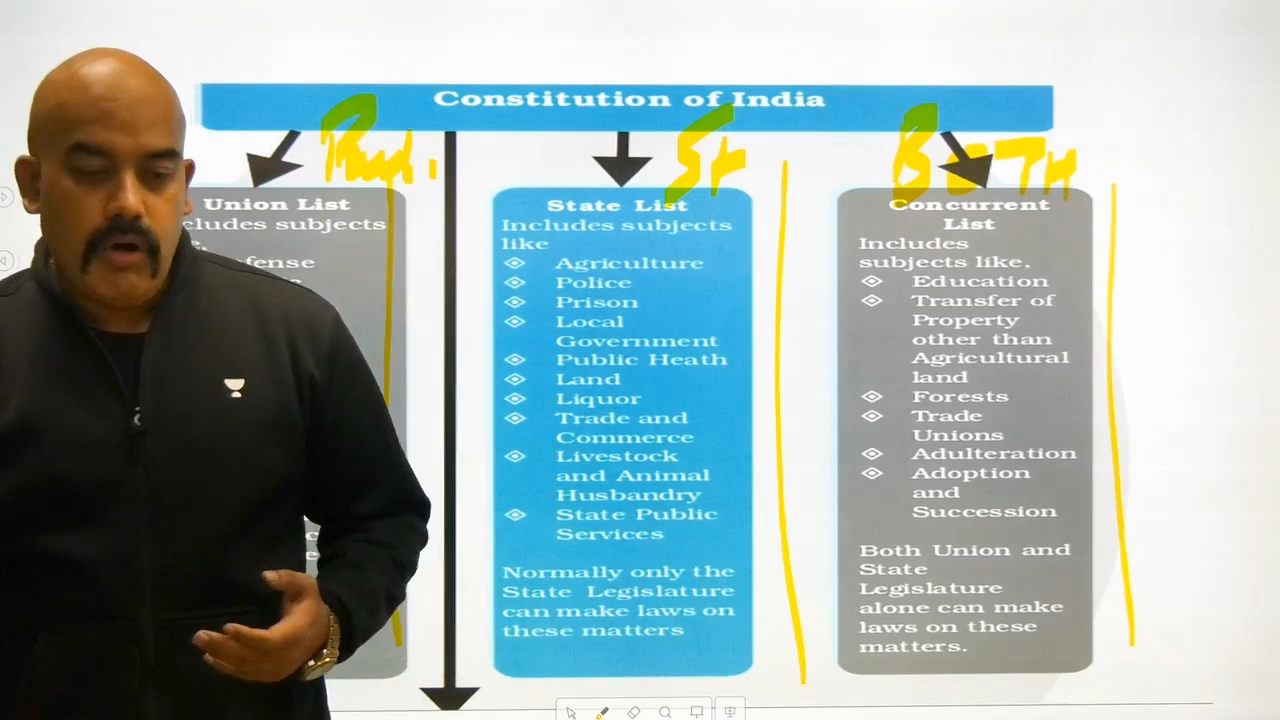 Constitution of India
Union List
cludes subjects
efense
State List
Includes subjects
like
Agriculture
Police
Prison
Local
Government
Public Heath
Land
Liquor
Trade and
Commerce
Livestock
and Animal
Husbandry
State Public
Services
Normally only the
State Legislature
can make laws on
these matters
St
BOTH
Concurrent
List
Includes
subjects like,
Education
Transfer of
Property
other than
Agricultural
land
Forests
Trade
Unions
Adulteration
Adoption
and
Succession
Both Union and
State
Legislature
alone can make
laws on these
matters.